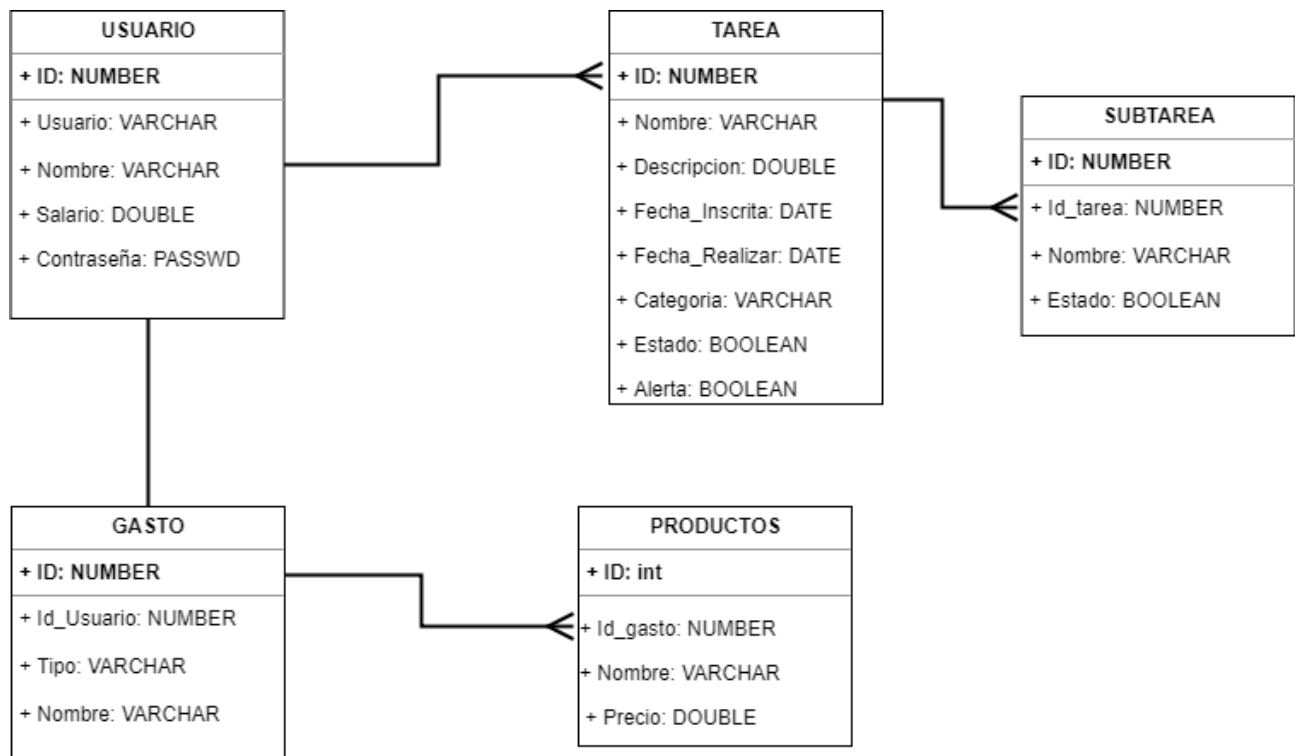 USUARIO
+ ID: NUMBER
+ Usuario: VARCHAR
+ Nombre: VARCHAR
+ Salario: DOUBLE
+ Contraseña: PASSWD
TAREA
+ ID: NUMBER
+ Nombre: VARCHAR
+ Descripcion: DOUBLE
+ Fecha_Inscrita: DATE
+ Fecha_Realizar: DATE
+ Categoria: VARCHAR
+ Estado: BOOLEAN
+ Alerta: BOOLEAN
SUBTAREA
+ ID: NUMBER
+ Id_tarea: NUMBER
+ Nombre: VARCHAR
+ Estado: BOOLEAN
GASTO
+ ID: NUMBER
+ Id_Usuario: NUMBER
+ Tipo: VARCHAR
+ Nombre: VARCHAR
PRODUCTOS
+ ID: int
+ Id_gasto: NUMBER
+ Nombre: VARCHAR
+ Precio: DOUBLE